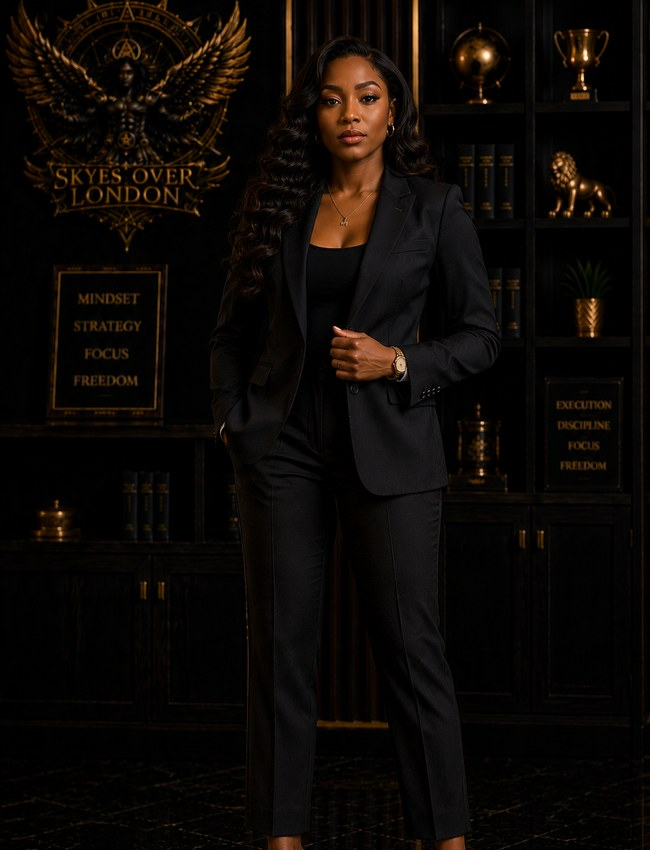 SKYES OVER
LONDON
MINDSET
STRATEGY
FOCUS
FREEDOM
EXECUTION
DISCIPLINE
FOCUS
FREEDOM